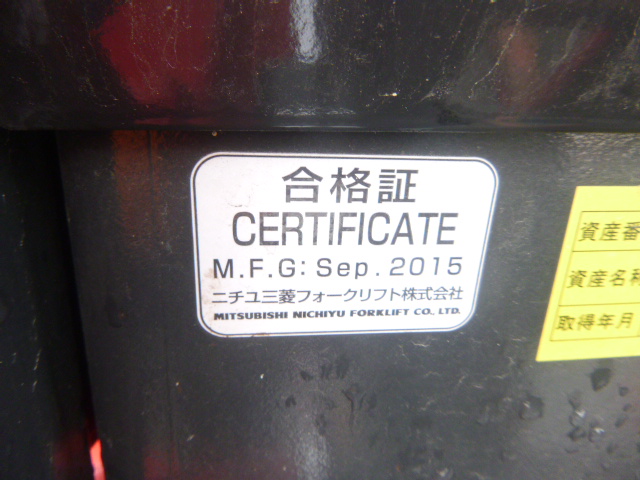 合格証
CERTIFICATE
M.F.G: Sep. 2015
ニチユ三菱フォークリフト株式会社
MITSUBISHI NICHIYU FORKLIFT CO., LTD.
資産番
資産名称
取得年月